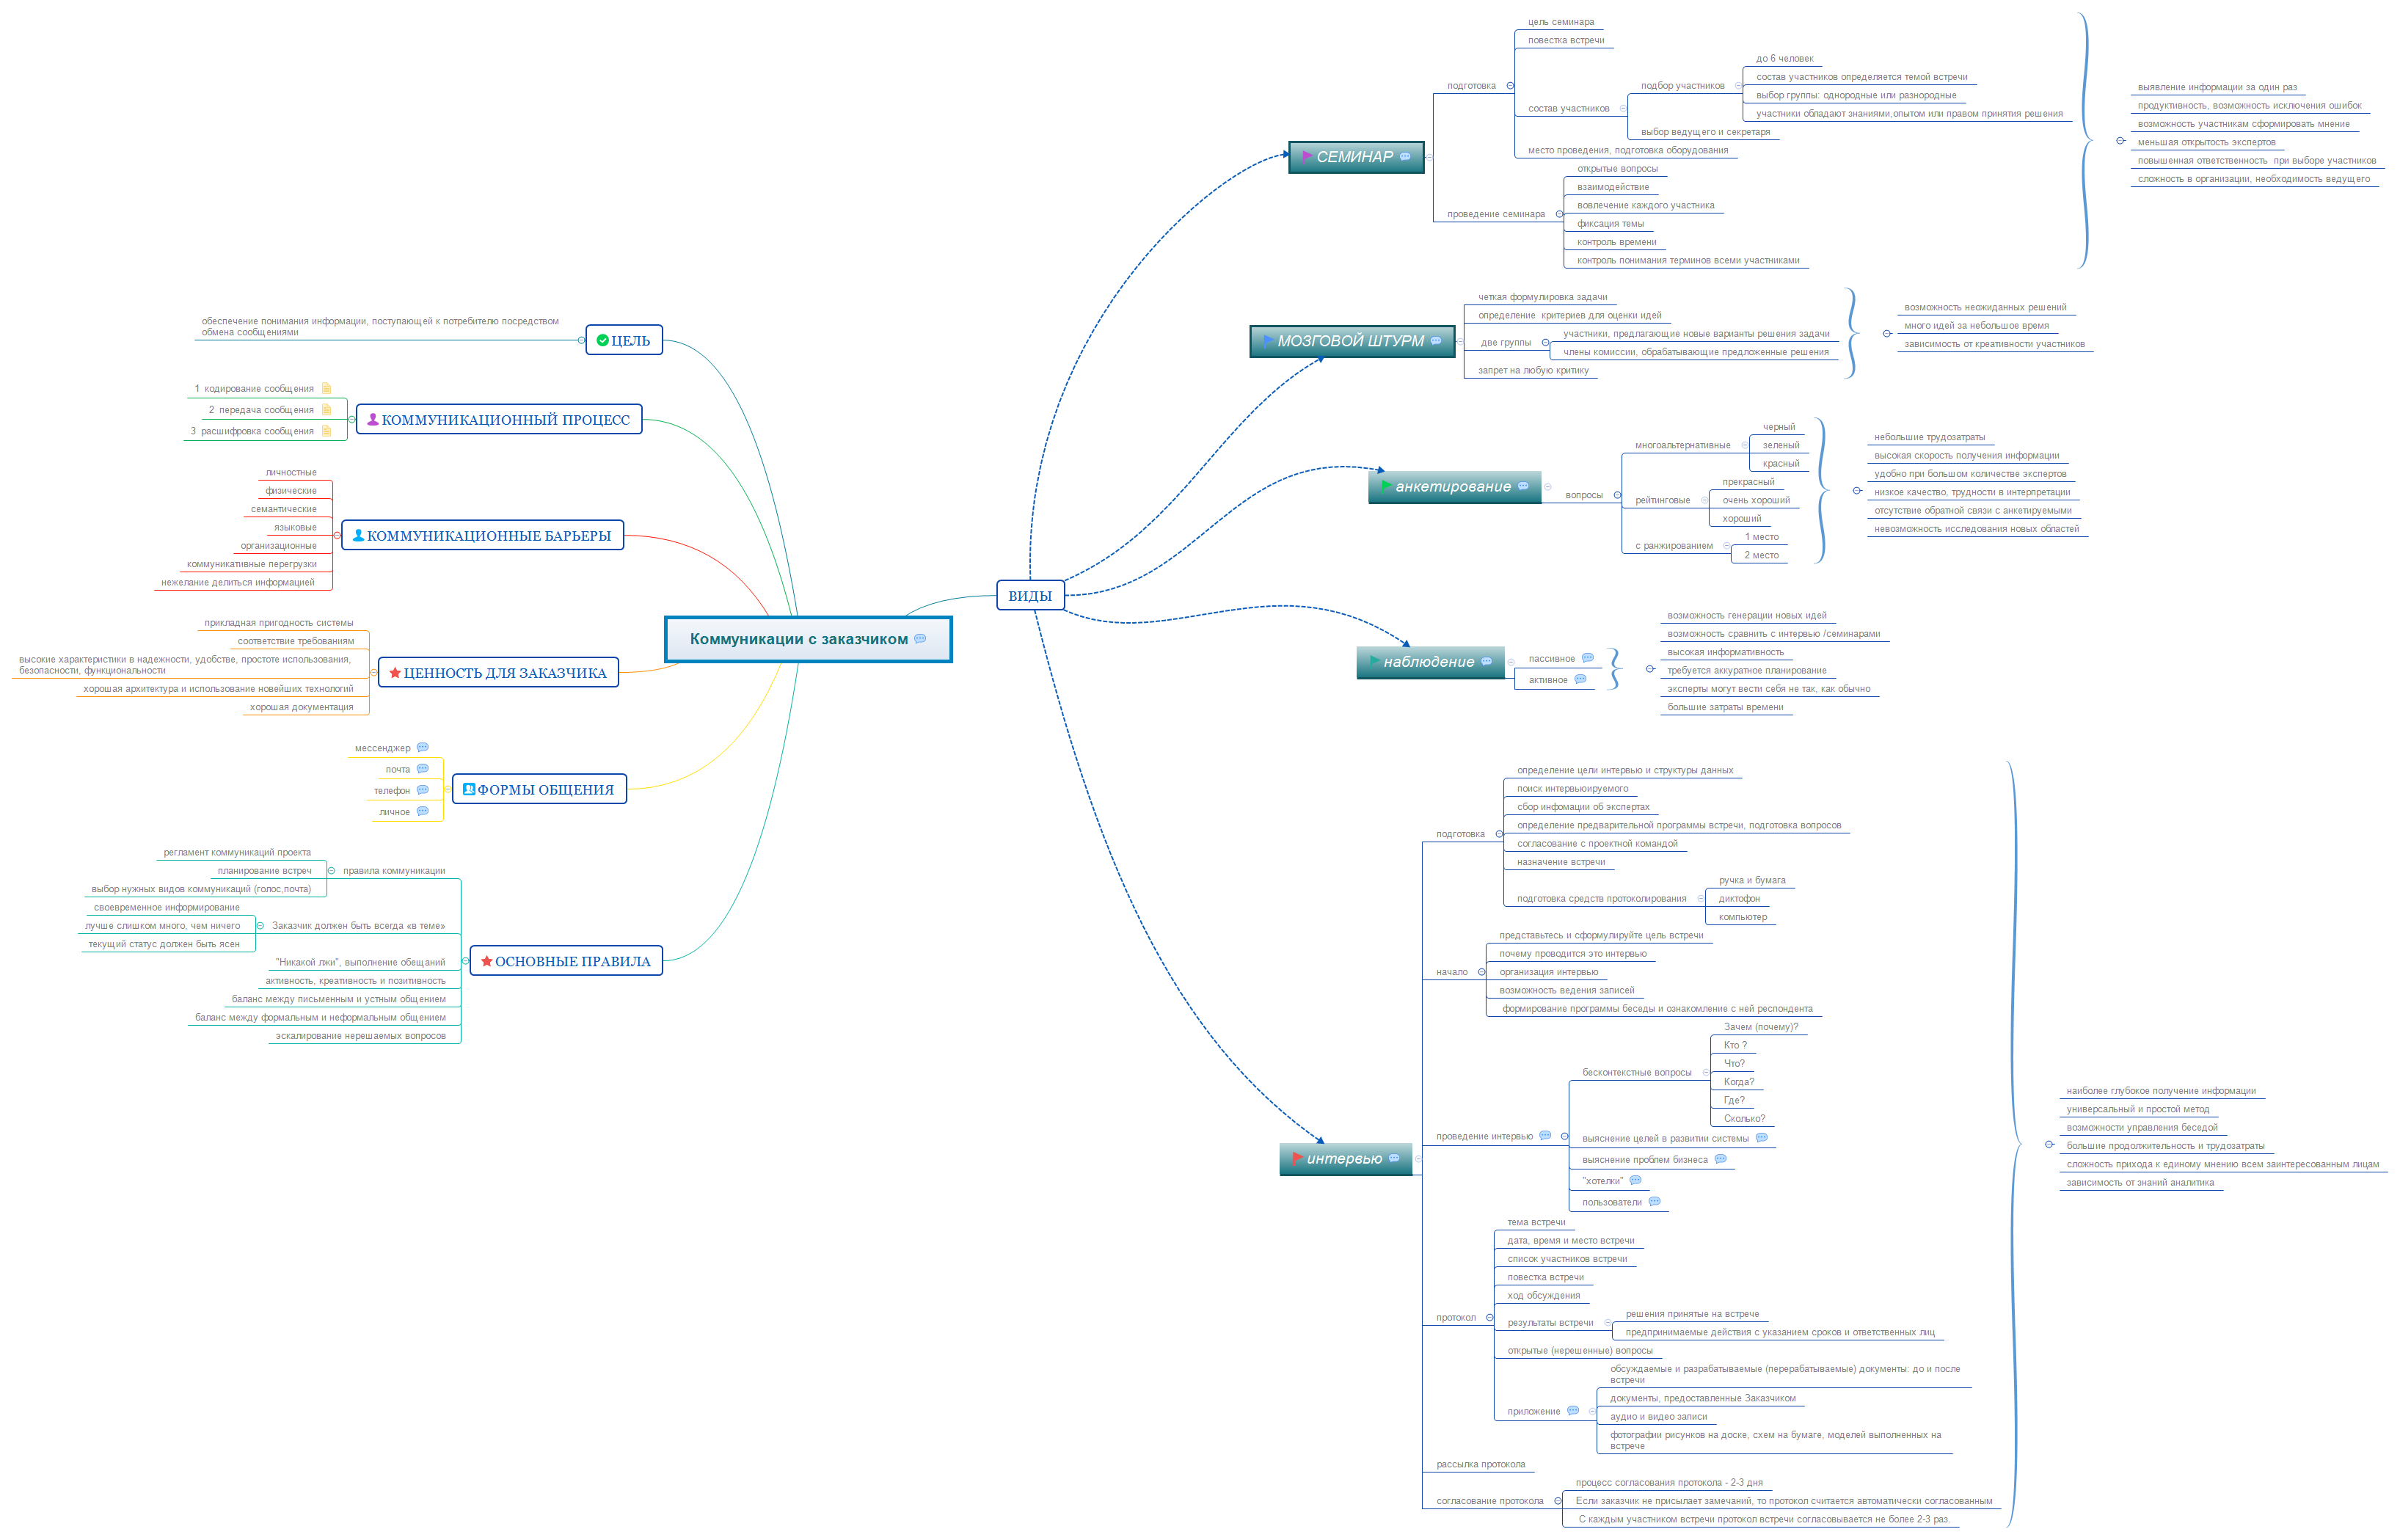 Коммуникации с заказчиком
ЦЕЛЬ
обеспечение понимания информации, поступающей к потребителю посредством
обмена сообщениями
КОММУНИКАЦИОННЫЙ ПРОЦЕСС
1 кодирование сообщения
2 передача сообщения
3 расшифровка сообщения
КОММУНИКАЦИОННЫЕ БАРЬЕРЫ
личностные
физические
семантические
языковые
организационные
коммуникативные перегрузки
нежелание делиться информацией
ЦЕННОСТЬ ДЛЯ ЗАКАЗЧИКА
прикладная пригодность системы
соответствие требованиям
высокие характеристики в надежности, удобстве, простоте использования,
безопасности, функциональности
хорошая архитектура и использование новейших технологий
хорошая документация
ФОРМЫ ОБЩЕНИЯ
мессенджер
почта
телефон
личное
ОСНОВНЫЕ ПРАВИЛА
правила коммуникации
регламент коммуникаций проекта
планирование встреч
выбор нужных видов коммуникаций (голос,почта)
Заказчик должен быть всегда «в теме»
своевременное информирование
лучше слишком много, чем ничего
текущий статус должен быть ясен
"Никакой лжи", выполнение обещаний
активность, креативность и позитивность
баланс между письменным и устным общением
баланс между формальным и неформальным общением
эскалирование нерешаемых вопросов
ВИДЫ
СЕМИНАР
подготовка
цель семинара
повестка встречи
состав участников
подбор участников
до 6 человек
состав участников определяется темой встречи
выбор группы: однородные или разнородные
участники обладают знаниями,опытом или правом принятия решения
выбор ведущего и секретаря
место проведения, подготовка оборудования
проведение семинара
открытые вопросы
взаимодействие
вовлечение каждого участника
фиксация темы
контроль времени
контроль понимания терминов всеми участниками
выявление информации за один раз
продуктивность, возможность исключения ошибок
возможность участникам сформировать мнение
меньшая открытость экспертов
повышенная ответственность при выборе участников
сложность в организации, необходимость ведущего
МОЗГОВОЙ ШТУРМ
четкая формулировка задачи
определение критериев для оценки идей
две группы
участники, предлагающие новые варианты решения задачи
члены комиссии, обрабатывающие предложенные решения
запрет на любую критику
возможность неожиданных решений
много идей за небольшое время
зависимость от креативности участников
анкетирование
вопросы
многоальтернативные
черный
зеленый
красный
рейтинговые
прекрасный
очень хороший
хороший
с ранжированием
1 место
2 место
небольшие трудозатраты
высокая скорость получения информации
удобно при большом количестве экспертов
низкое качество, трудности в интерпретации
отсутствие обратной связи с анкетируемыми
невозможность исследования новых областей
наблюдение
пассивное
активное
возможность генерации новых идей
возможность сравнить с интервью /семинарами
высокая информативность
требуется аккуратное планирование
эксперты могут вести себя не так, как обычно
большие затраты времени
интервью
подготовка
определение цели интервью и структуры данных
поиск интервьюируемого
сбор инфомации об экспертах
определение предварительной программы встречи, подготовка вопросов
согласование с проектной командой
назначение встречи
подготовка средств протоколирования
ручка и бумага
диктофон
компьютер
начало
представьтесь и сформулируйте цель встречи
почему проводится это интервью
организация интервью
возможность ведения записей
формирование программы беседы и ознакомление с ней респондента
проведение интервью
бесконтекстные вопросы
Зачем (почему)?
Кто ?
Что?
Когда?
Где?
Сколько?
выяснение целей в развитии системы
выяснение проблем бизнеса
"хотелки"
пользователи
протокол
тема встречи
дата, время и место встречи
список участников встречи
повестка встречи
ход обсуждения
результаты встречи
решения принятые на встрече
предпринимаемые действия с указанием сроков и ответственных лиц
открытые (нерешенные) вопросы
приложение
обсуждаемые и разрабатываемые (перерабатываемые) документы: до и после
встречи
документы, предоставленные Заказчиком
аудио и видео записи
фотографии рисунков на доске, схем на бумаге, моделей выполненных на
встрече
рассылка протокола
согласование протокола
процесс согласования протокола - 2-3 дня
Если заказчик не присылает замечаний, то протокол считается автоматически согласованным
С каждым участником встречи протокол встречи согласовывается не более 2-3 раз.
наиболее глубокое получение информации
универсальный и простой метод
возможности управления беседой
большие продолжительность и трудозатраты
сложность прихода к единому мнению всем заинтересованным лицам
зависимость от знаний аналитика